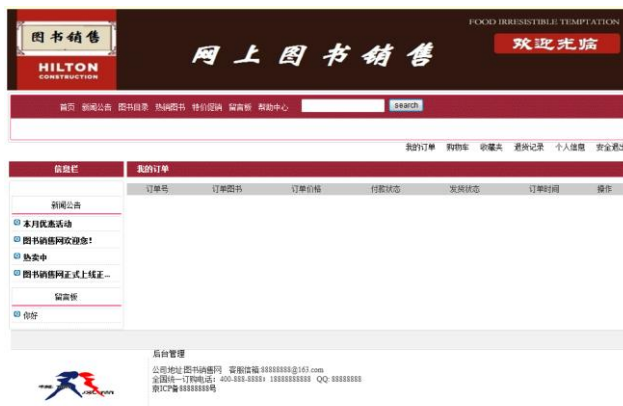 图书销售
HILTON
CONSTRUCTION
网上图书销售
FOOD IRRESISTIBLE TEMPTATION
欢迎光临
首页 新闻公告 图书目录 热销图书 特价促销 留言板 帮助中心 search
我的订单 购物车 收藏夹 退货记录 个人信息 安全退出
信息栏
我的订单
订单号 订单图书 订单价格 付款状态 发货状态 订单时间 操作
新闻公告
本月优惠活动
图书销售网欢迎您!
热卖中
图书销售网正式上线正...
留言板
你好
后台管理
公司地址:图书销售网 客服信箱:88888888@163.com
全国统一订购电话: 400-888-8888; 18888888888 QQ:88888888
京ICP备88888888号